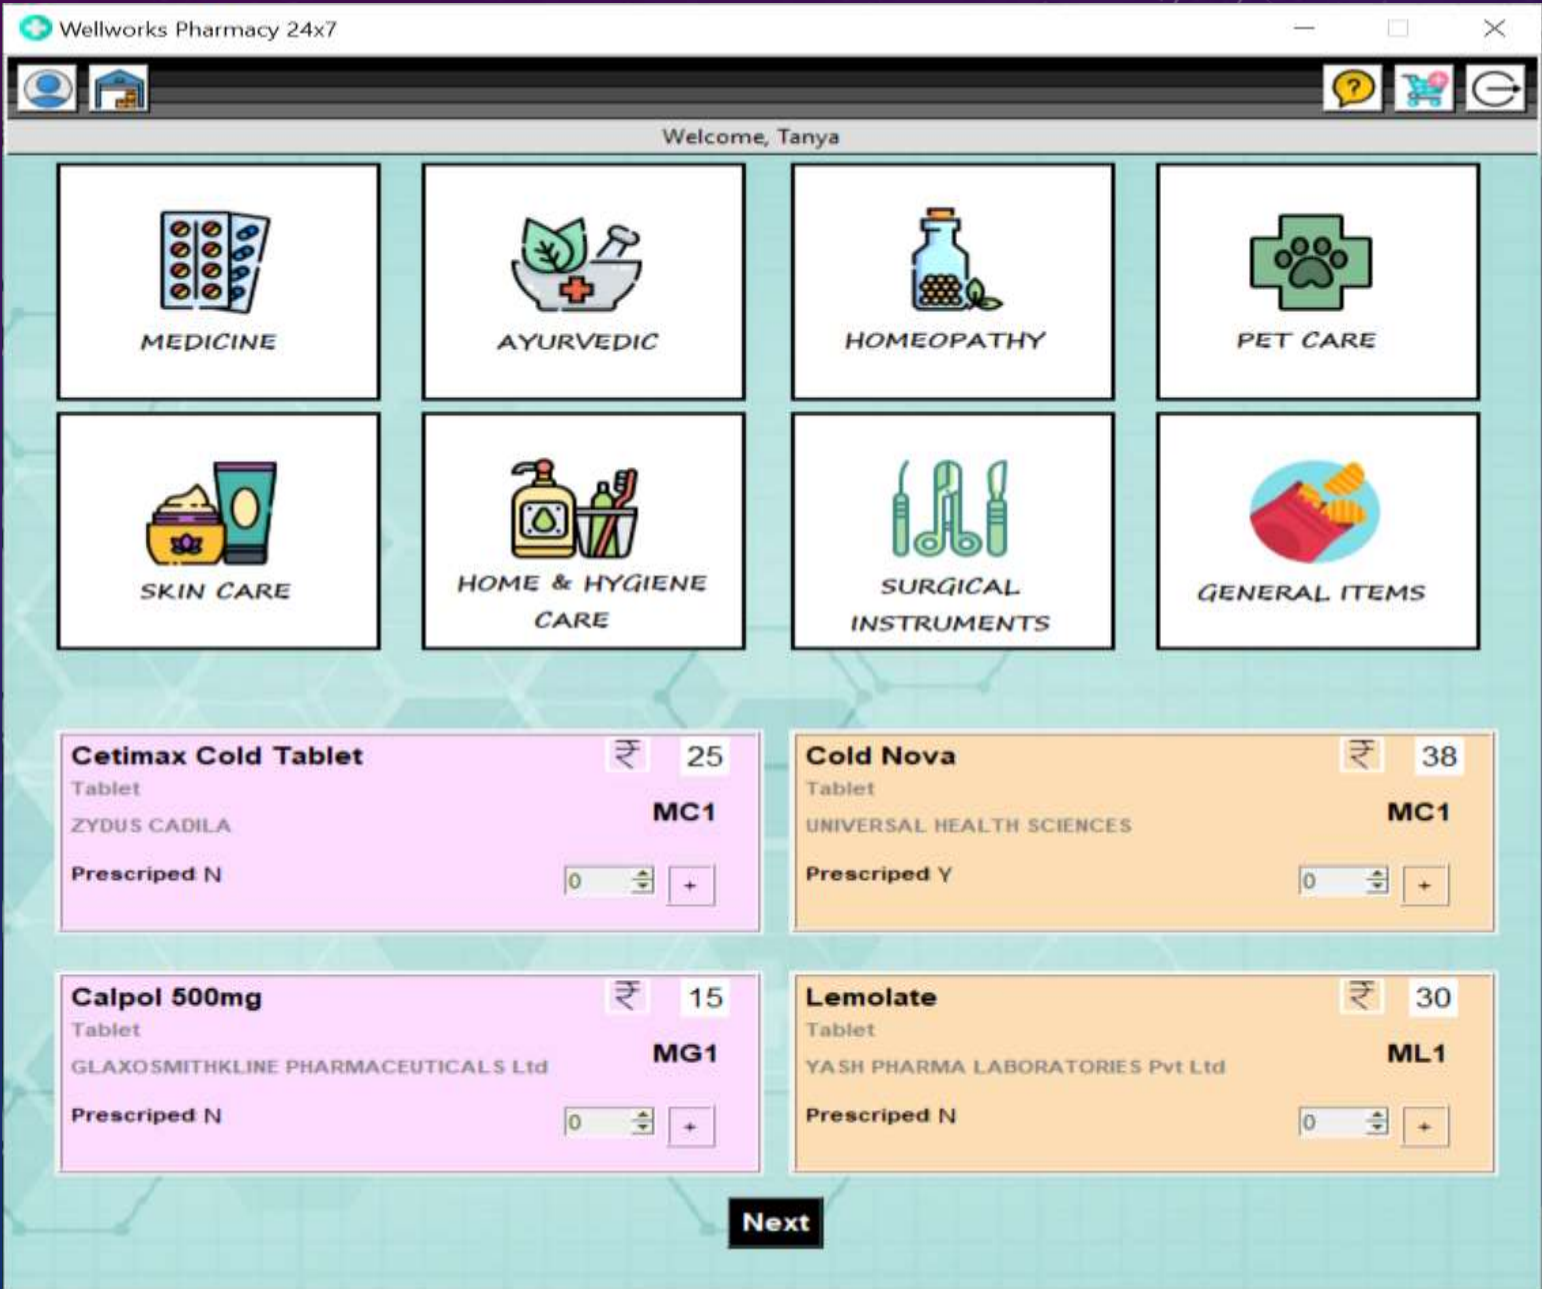 Wellworks Pharmacy 24x7
?
Welcome, Tanya
MEDICINE
AYURVEDIC
HOMEOPATHY
PET CARE
SKIN CARE
HOME & HYGIENE
CARE
SURGICAL
INSTRUMENTS
GENERAL ITEMS
Cetimax Cold Tablet ₹ 25
Tablet
MC1
ZYDUS CADILA
Prescriped N 0 +
Cold Nova ₹ 38
Tablet
MC1
UNIVERSAL HEALTH SCIENCES
Prescriped Y 0 +
Calpol 500mg ₹ 15
Tablet
MG1
GLAXOSMITHKLINE PHARMACEUTICALS Ltd
Prescriped N 0 +
Lemolate ₹ 30
Tablet
ML1
YASH PHARMA LABORATORIES Pvt Ltd
Prescriped N 0 +
Next